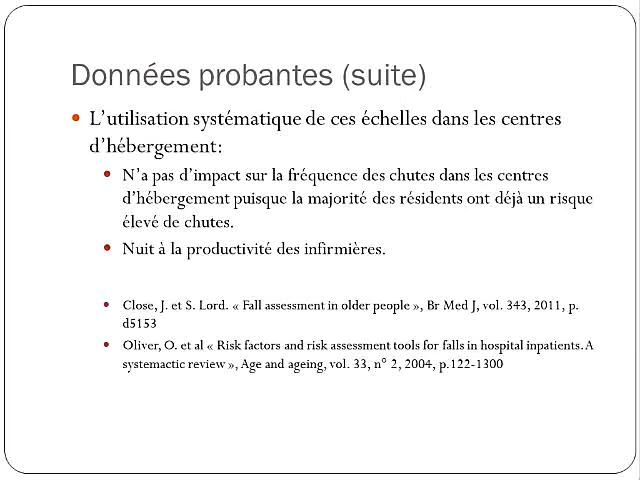 Données probantes (suite)
• L’utilisation systématique de ces échelles dans les centres
d’hébergement:
• N’a pas d’impact sur la fréquence des chutes dans les centres
d’hébergement puisque la majorité des résidents ont déjà un risque
élevé de chutes.
• Nuit à la productivité des infirmières.
• Close, J. et S. Lord. « Fall assessment in older people », Br Med J, vol. 343, 2011, p.
d5153
• Oliver, O. et al « Risk factors and risk assessment tools for falls in hospital inpatients. A
systemactic review », Age and ageing, vol. 33, n° 2, 2004, p.122-1300